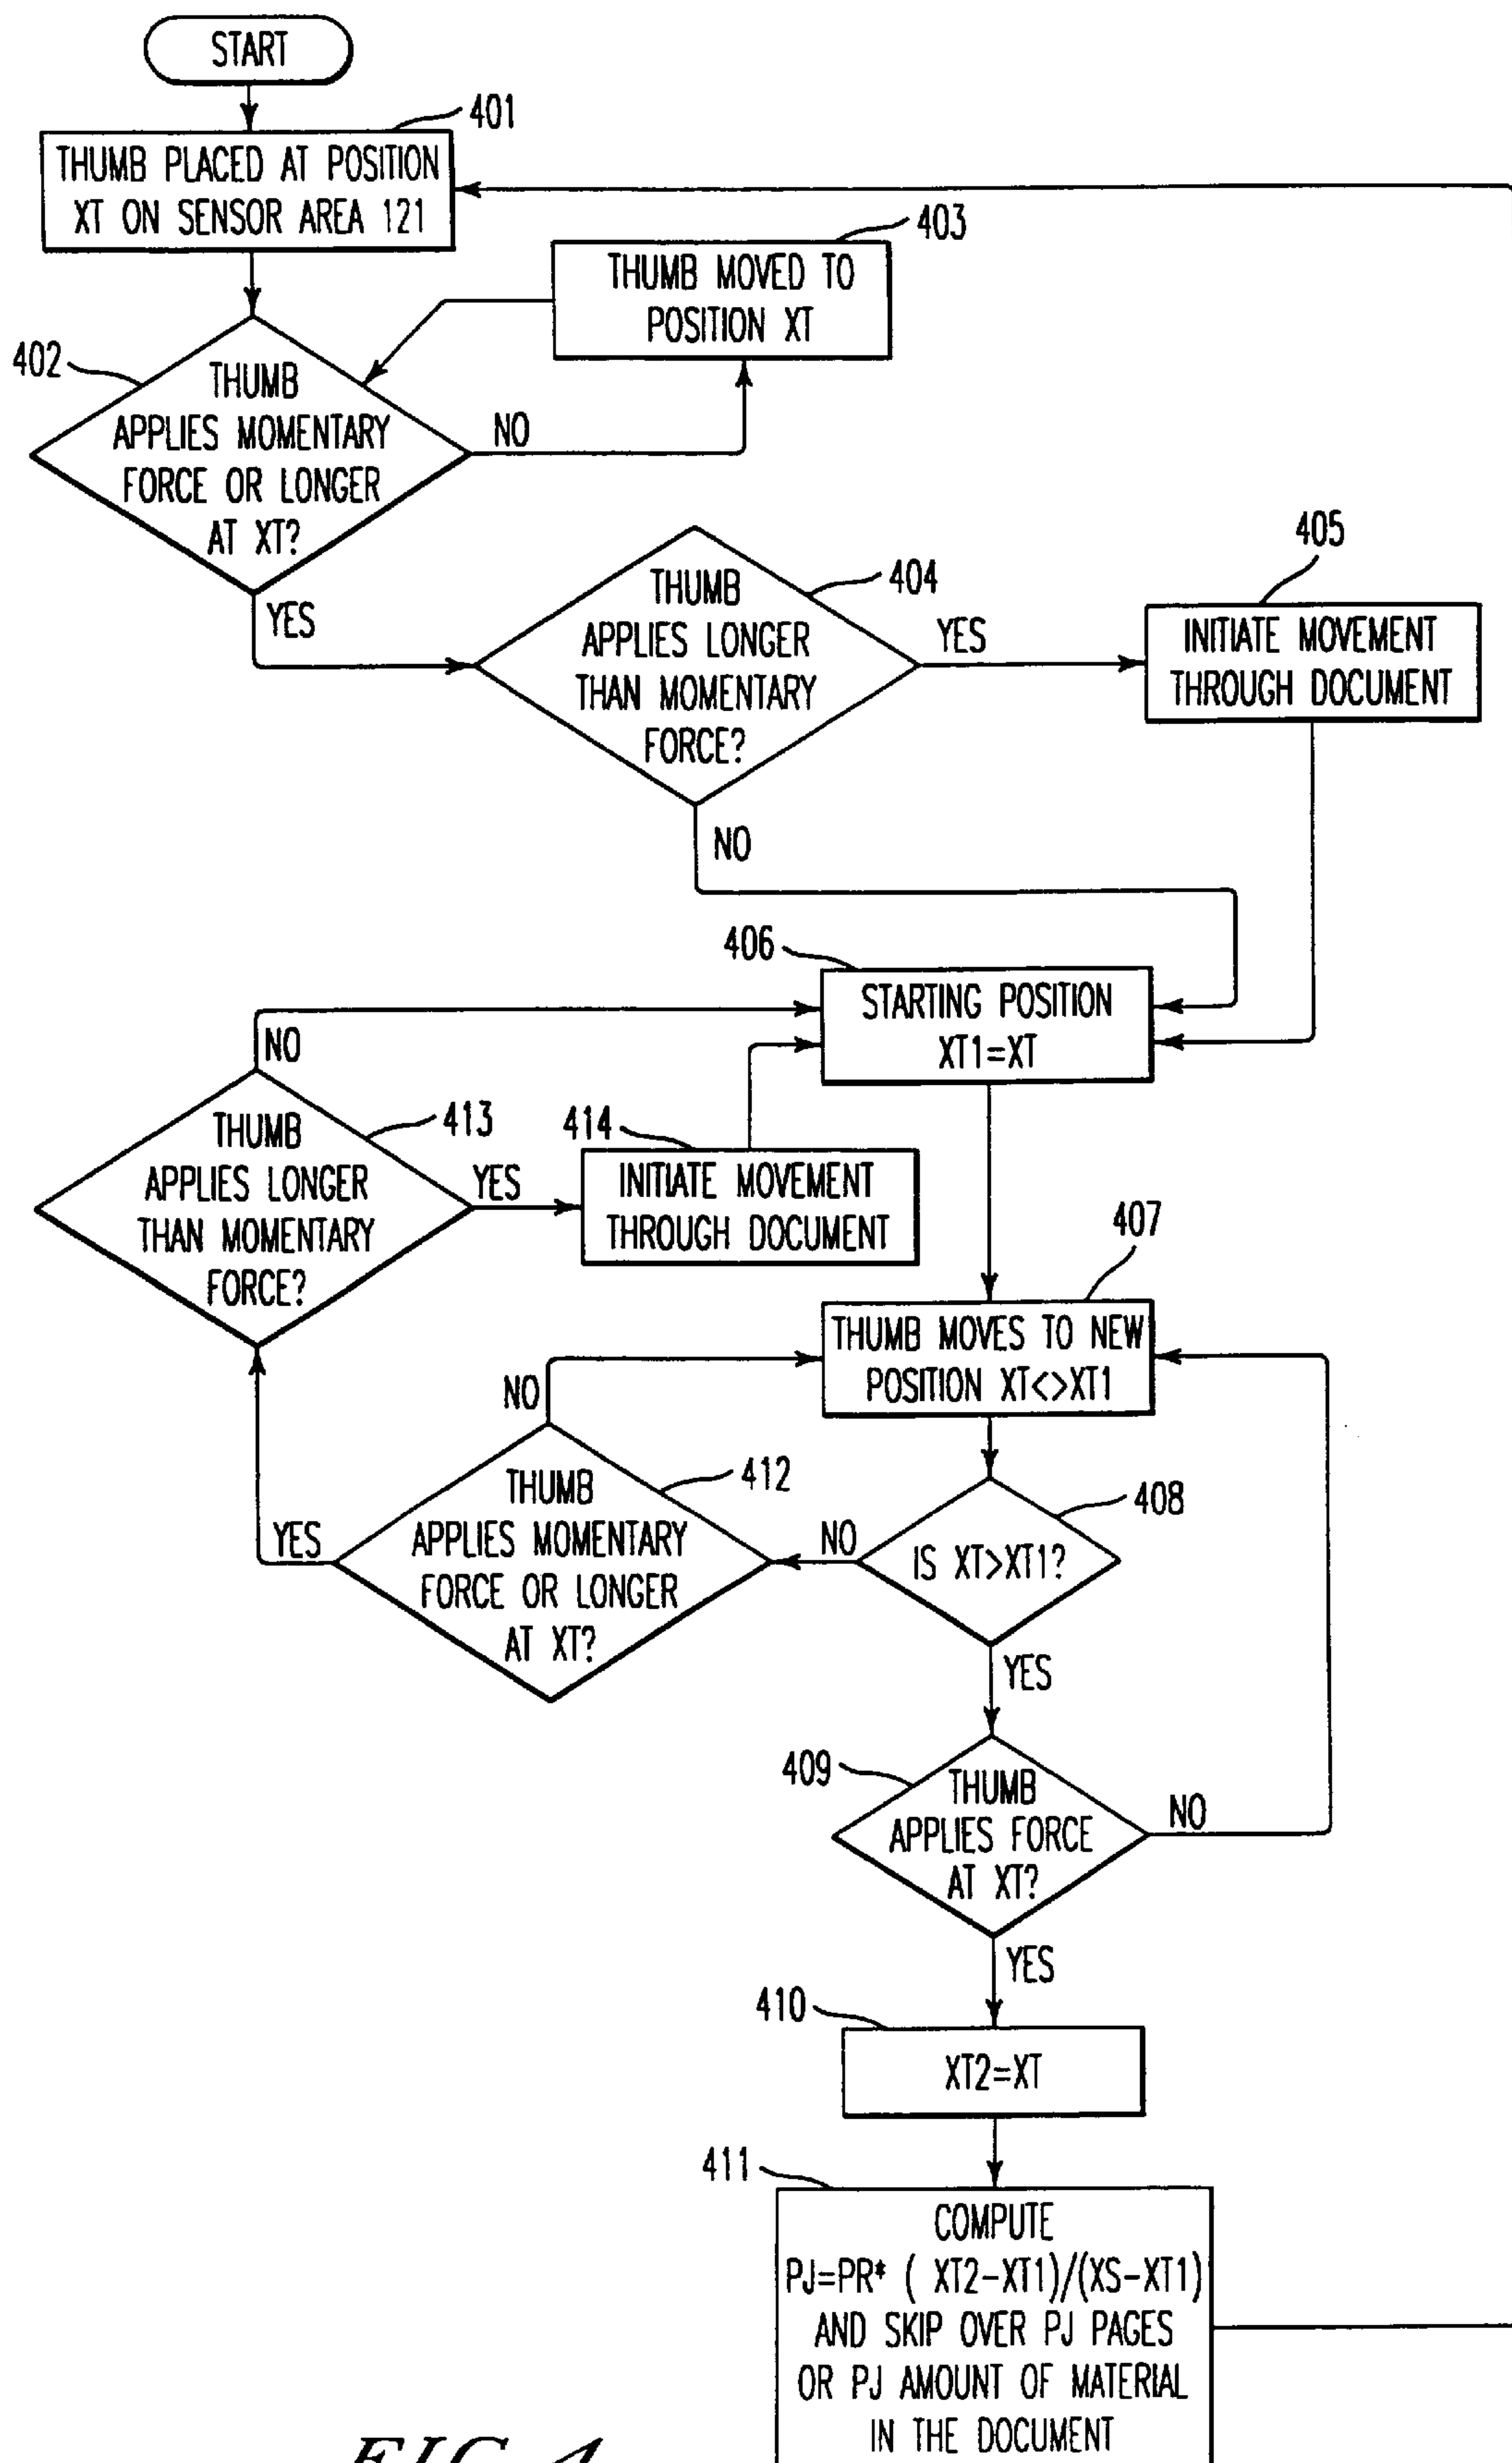 START
401
THUMB PLACED AT POSITION
XT ON SENSOR AREA 121
403
THUMB MOVED TO
POSITION XT
402
THUMB
APPLIES MOMENTARY
FORCE OR LONGER
AT XT?
NO
YES
404
THUMB
APPLIES LONGER
THAN MOMENTARY
FORCE?
YES
NO
405
INITIATE MOVEMENT
THROUGH DOCUMENT
406
STARTING POSITION
XT1=XT
NO
413
THUMB
APPLIES LONGER
THAN MOMENTARY
FORCE?
YES
414
INITIATE MOVEMENT
THROUGH DOCUMENT
407
THUMB MOVES TO NEW
POSITION XT<>XT1
NO
412
THUMB
APPLIES MOMENTARY
FORCE OR LONGER
AT XT?
YES
NO
408
IS XT>XT1?
YES
409
THUMB
APPLIES FORCE
AT XT?
NO
YES
410
XT2=XT
411
COMPUTE
PJ=PR* ( XT2-XT1)/(XS-XT1)
AND SKIP OVER PJ PAGES
OR PJ AMOUNT OF MATERIAL
IN THE DOCUMENT
FIG. 4